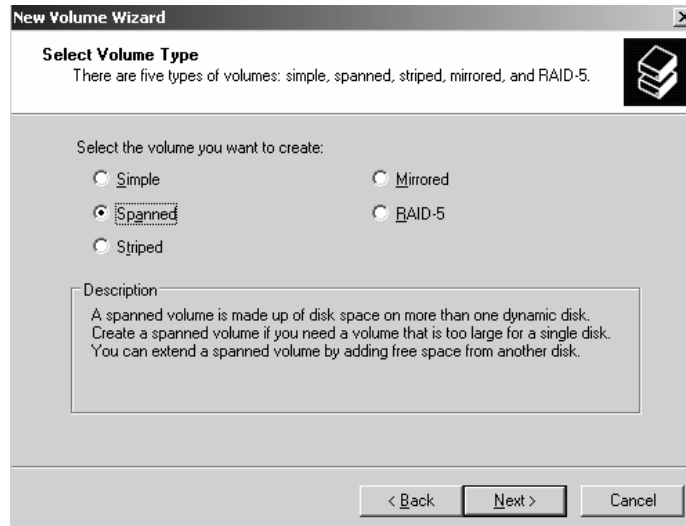 New Volume Wizard
Select Volume Type
There are five types of volumes: simple, spanned, striped, mirrored, and RAID-5.
Select the volume you want to create:
Simple
Mirrored
Spanned
RAID-5
Striped
Description
A spanned volume is made up of disk space on more than one dynamic disk.
Create a spanned volume if you need a volume that is too large for a single disk.
You can extend a spanned volume by adding free space from another disk.
< Back
Next >
Cancel